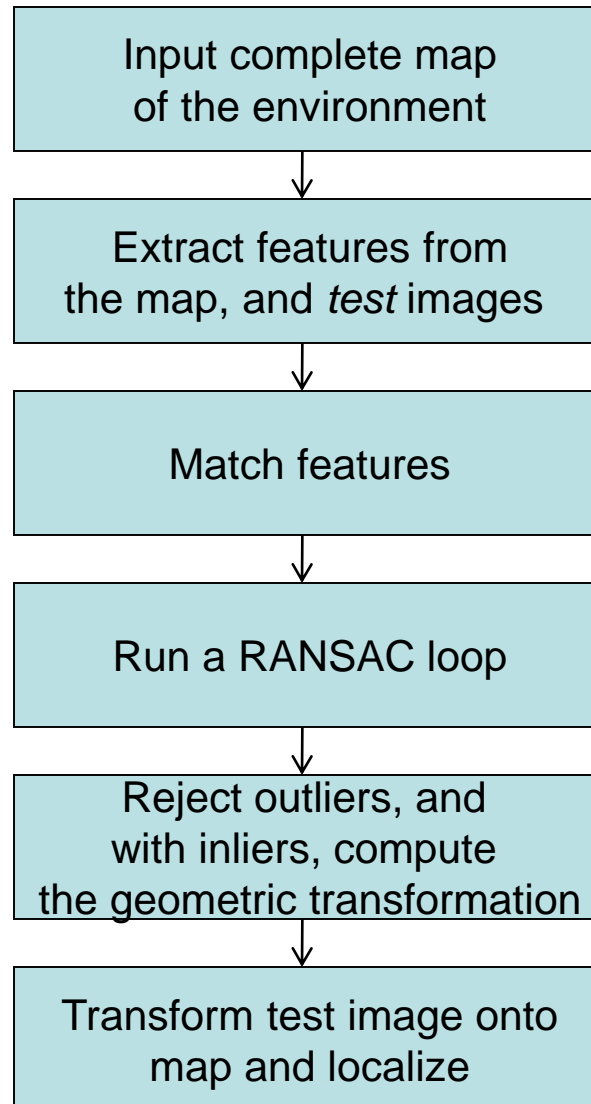 Input complete map
of the environment
Extract features from
the map, and test images
Match features
Run a RANSAC loop
Reject outliers, and
with inliers, compute
the geometric transformation
Transform test image onto
map and localize